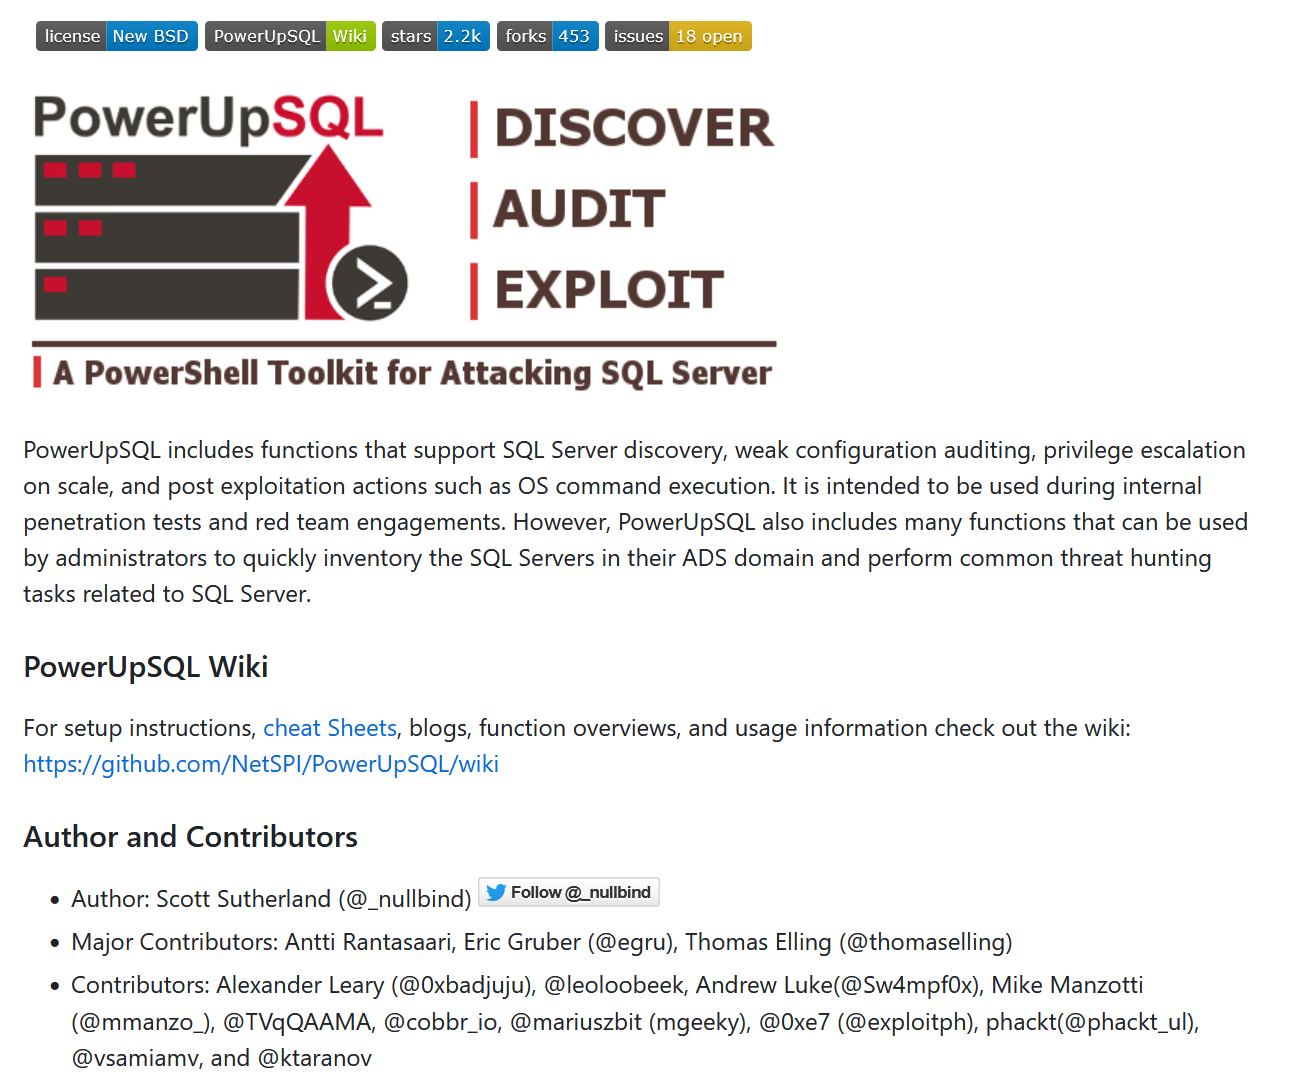 license New BSD PowerUpSQL Wiki stars 2.2k forks 453 issues 18 open
PowerUpSQL
DISCOVER
AUDIT
EXPLOIT
A PowerShell Toolkit for Attacking SQL Server
PowerUpSQL includes functions that support SQL Server discovery, weak configuration auditing, privilege escalation
on scale, and post exploitation actions such as OS command execution. It is intended to be used during internal
penetration tests and red team engagements. However, PowerUpSQL also includes many functions that can be used
by administrators to quickly inventory the SQL Servers in their ADS domain and perform common threat hunting
tasks related to SQL Server.
PowerUpSQL Wiki
For setup instructions, cheat Sheets, blogs, function overviews, and usage information check out the wiki:
https://github.com/NetSPI/PowerUpSQL/wiki
Author and Contributors
• Author: Scott Sutherland (@_nullbind) Follow @_nullbind
• Major Contributors: Antti Rantasaari, Eric Gruber (@egru), Thomas Elling (@thomaselling)
• Contributors: Alexander Leary (@0xbadjuju), @leoloobeek, Andrew Luke(@Sw4mpf0x), Mike Manzotti
(@mmanzo_), @TVqQAAMA, @cobbr_io, @mariuszbit (mgeeky), @0xe7 (@exploitph), phackt(@phackt_ul),
@vsamiamv, and @ktaranov